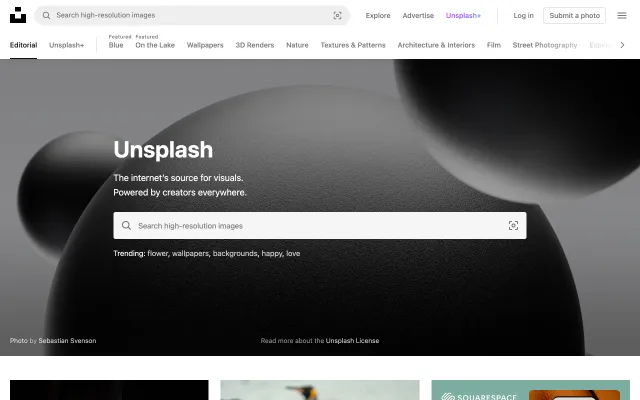 Search high-resolution images
Explore
Advertise
Unsplash+
Log in
Submit a photo
Editorial
Unsplash+
Featured
Blue
Featured
On the Lake
Wallpapers
3D Renders
Nature
Textures & Patterns
Architecture & Interiors
Film
Street Photography
Unsplash
The internet's source for visuals.
Powered by creators everywhere.
Search high-resolution images
Trending: flower, wallpapers, backgrounds, happy, love
Photo by Sebastian Svenson
Read more about the Unsplash License
SQUARESPACE